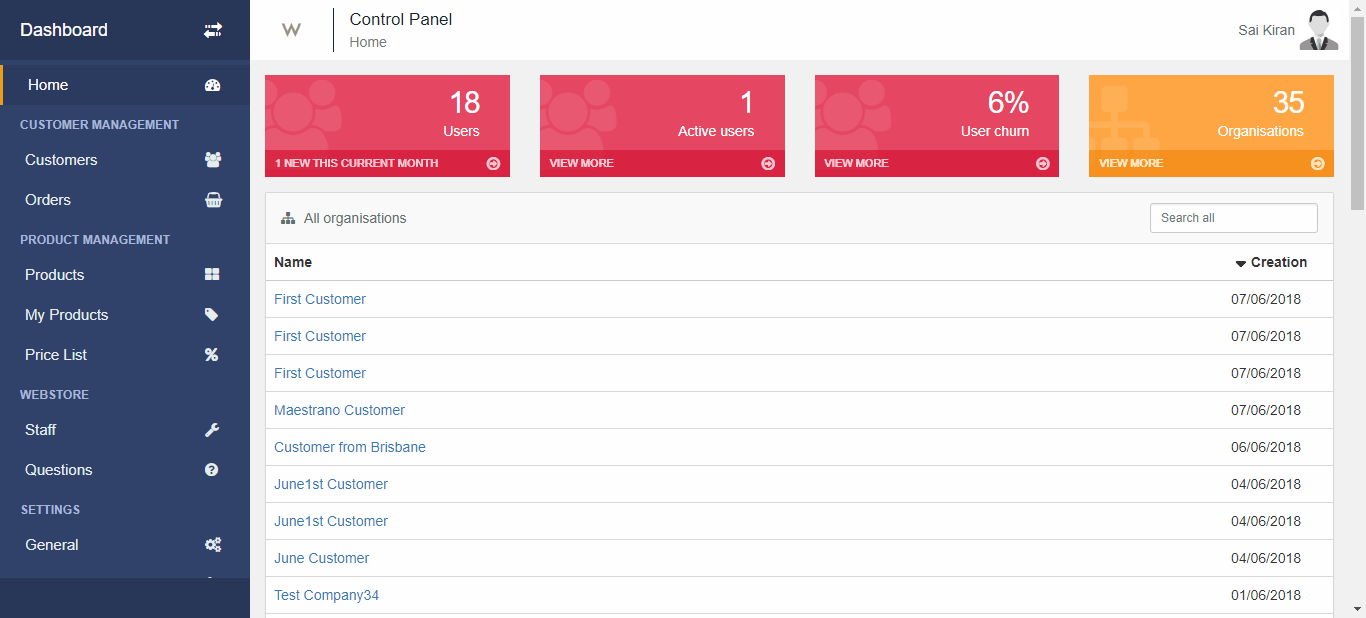 Dashboard
Home
CUSTOMER MANAGEMENT
Customers
Orders
PRODUCT MANAGEMENT
Products
My Products
Price List
WEBSTORE
Staff
Questions
SETTINGS
General
W
Control Panel
Home
Sai Kiran
18
Users
1 NEW THIS CURRENT MONTH
1
Active users
VIEW MORE
6%
User churn
VIEW MORE
35
Organisations
VIEW MORE
All organisations
Search all
Name Creation
First Customer 07/06/2018
First Customer 07/06/2018
First Customer 07/06/2018
Maestrano Customer 07/06/2018
Customer from Brisbane 06/06/2018
June1st Customer 04/06/2018
June1st Customer 04/06/2018
June Customer 04/06/2018
Test Company34 01/06/2018